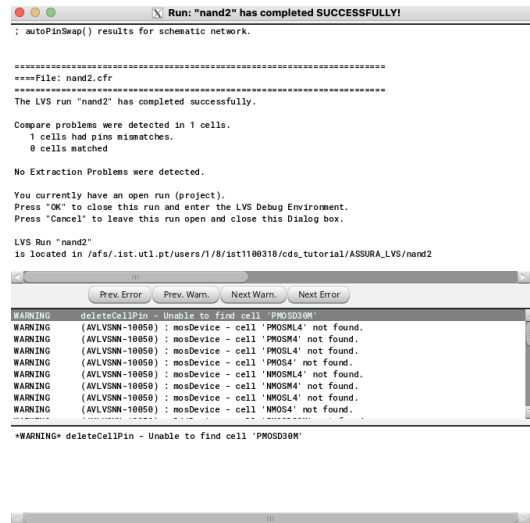 Run: "nand2" has completed SUCCESSFULLY!
; autoPinSwap() results for schematic network.
========================================================================
====File: nand2.cfr
========================================================================
The LVS run "nand2" has completed successfully.
Compare problems were detected in 1 cells.
1 cells had pins mismatches.
0 cells matched
No Extraction Problems were detected.
You currently have an open run (project).
Press "OK" to close this run and enter the LVS Debug Environment.
Press "Cancel" to leave this run open and close this Dialog box.
LVS Run "nand2"
is located in /afs/.ist.utl.pt/users/1/8/ist1100318/cds_tutorial/ASSURA_LVS/nand2
Prev. Error Prev. Warn. Next Warn. Next Error
WARNING deleteCellPin - Unable to find cell 'PMOSD30M'
WARNING (AVLVSNN-10050) : mosDevice - cell 'PMOSML4' not found.
WARNING (AVLVSNN-10050) : mosDevice - cell 'PMOSM4' not found.
WARNING (AVLVSNN-10050) : mosDevice - cell 'PMOSL4' not found.
WARNING (AVLVSNN-10050) : mosDevice - cell 'PMOS4' not found.
WARNING (AVLVSNN-10050) : mosDevice - cell 'NMOSML4' not found.
WARNING (AVLVSNN-10050) : mosDevice - cell 'NMOSM4' not found.
WARNING (AVLVSNN-10050) : mosDevice - cell 'NMOSL4' not found.
WARNING (AVLVSNN-10050) : mosDevice - cell 'NMOS4' not found.
*WARNING* deleteCellPin - Unable to find cell 'PMOSD30M'